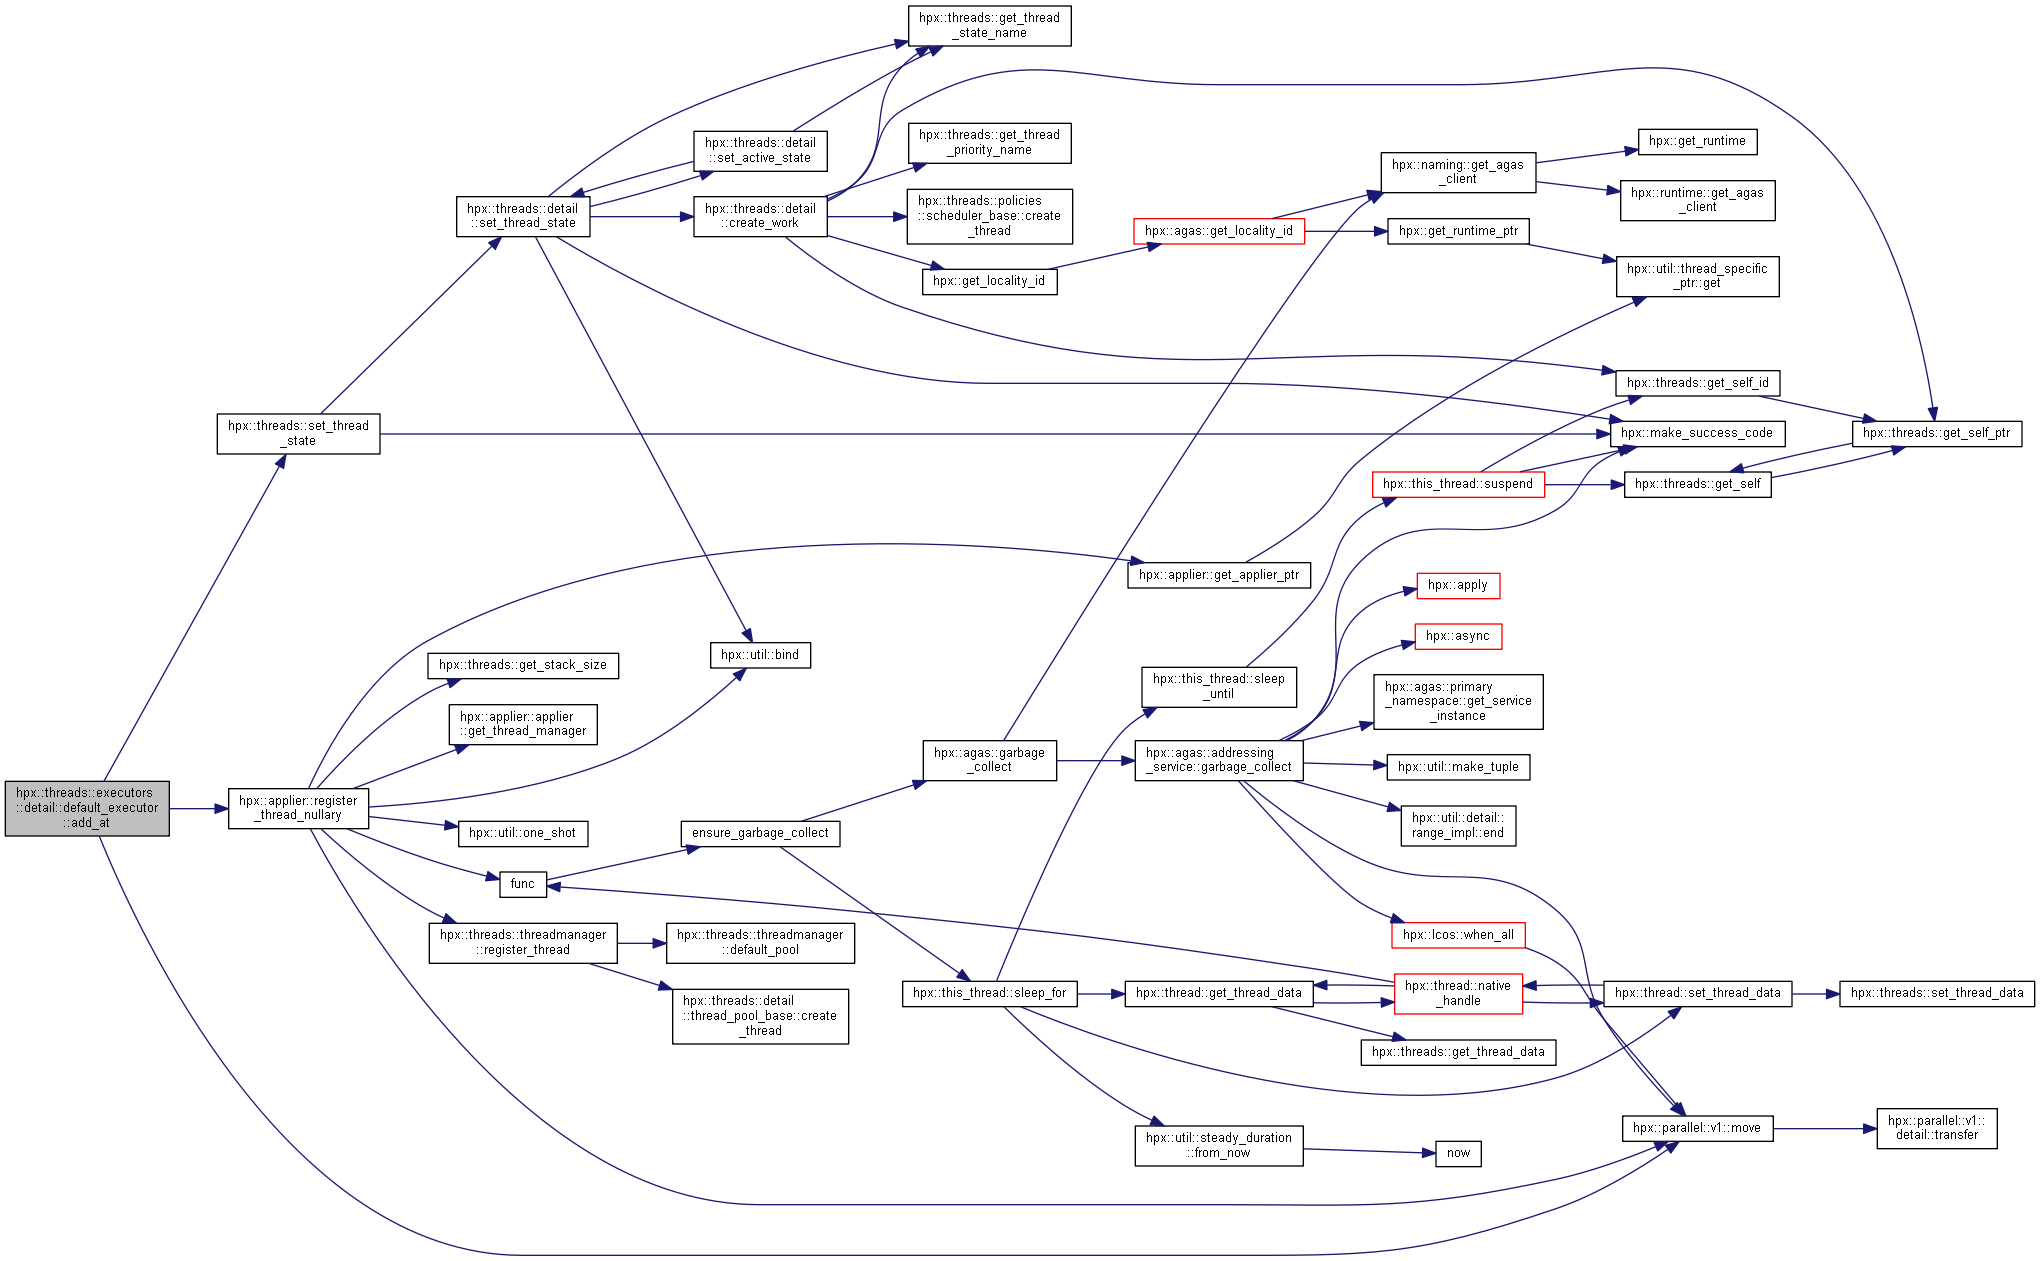 hpx::threads::executors
::detail::default_executor
::add_at
hpx::threads::set_thread
_state
hpx::applier::register
_thread_nullary
hpx::threads::detail
::set_thread_state
hpx::threads::get_stack_size
hpx::applier::applier
::get_thread_manager
hpx::util::one_shot
func
hpx::threads::threadmanager
::register_thread
hpx::threads::detail
::set_active_state
hpx::threads::detail
::create_work
hpx::util::bind
ensure_garbage_collect
hpx::threads::threadmanager
::default_pool
hpx::threads::detail
::thread_pool_base::create
_thread
hpx::threads::get_thread
_state_name
hpx::threads::get_thread
_priority_name
hpx::threads::policies
::scheduler_base::create
_thread
hpx::get_locality_id
hpx::agas::garbage
_collect
hpx::this_thread::sleep_for
hpx::agas::get_locality_id
hpx::applier::get_applier_ptr
hpx::this_thread::sleep
_until
hpx::agas::addressing
_service::garbage_collect
hpx::thread::get_thread_data
hpx::util::steady_duration
::from_now
hpx::naming::get_agas
_client
hpx::get_runtime_ptr
hpx::this_thread::suspend
hpx::apply
hpx::async
hpx::agas::primary
_namespace::get_service
_instance
hpx::util::make_tuple
hpx::util::detail::
range_impl::end
hpx::lcos::when_all
hpx::thread::native
_handle
hpx::threads::get_thread_data
now
hpx::get_runtime
hpx::runtime::get_agas
_client
hpx::util::thread_specific
_ptr::get
hpx::threads::get_self_id
hpx::make_success_code
hpx::threads::get_self
hpx::thread::set_thread_data
hpx::parallel::v1::move
hpx::threads::get_self_ptr
hpx::threads::set_thread_data
hpx::parallel::v1::
detail::transfer